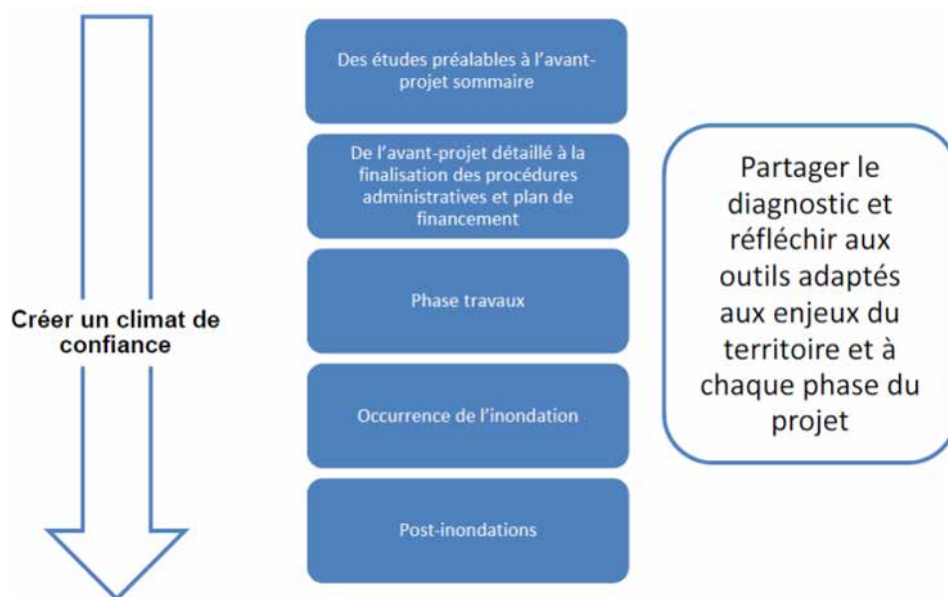 Des études préalables à l'avant-
projet sommaire
De l'avant-projet détaillé à la
finalisation des procédures
administratives et plan de
financement
Phase travaux
Occurrence de l'inondation
Post-inondations
Créer un climat de
confiance
Partager le
diagnostic et
réfléchir aux
outils adaptés
aux enjeux du
territoire et à
chaque phase du
projet